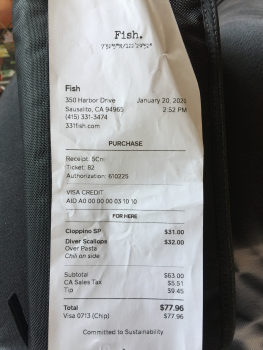 Fish.
Fish
350 Harbor Drive January 20, 2021
Sausalito, CA 94965 2:52 PM
(415) 331-3474
331fish.com
PURCHASE
Receipt: 5Cnl
Ticket: 82
Authorization: 610225
VISA CREDIT
AID A0 00 00 00 03 10 10
FOR HERE
Cioppino SP $31.00
Diver Scallops $32.00
Over Pasta
Chili on side
Subtotal $63.00
CA Sales Tax $5.51
Tip $9.45
Total $77.96
Visa 0713 (Chip) $77.96
Committed to Sustainability